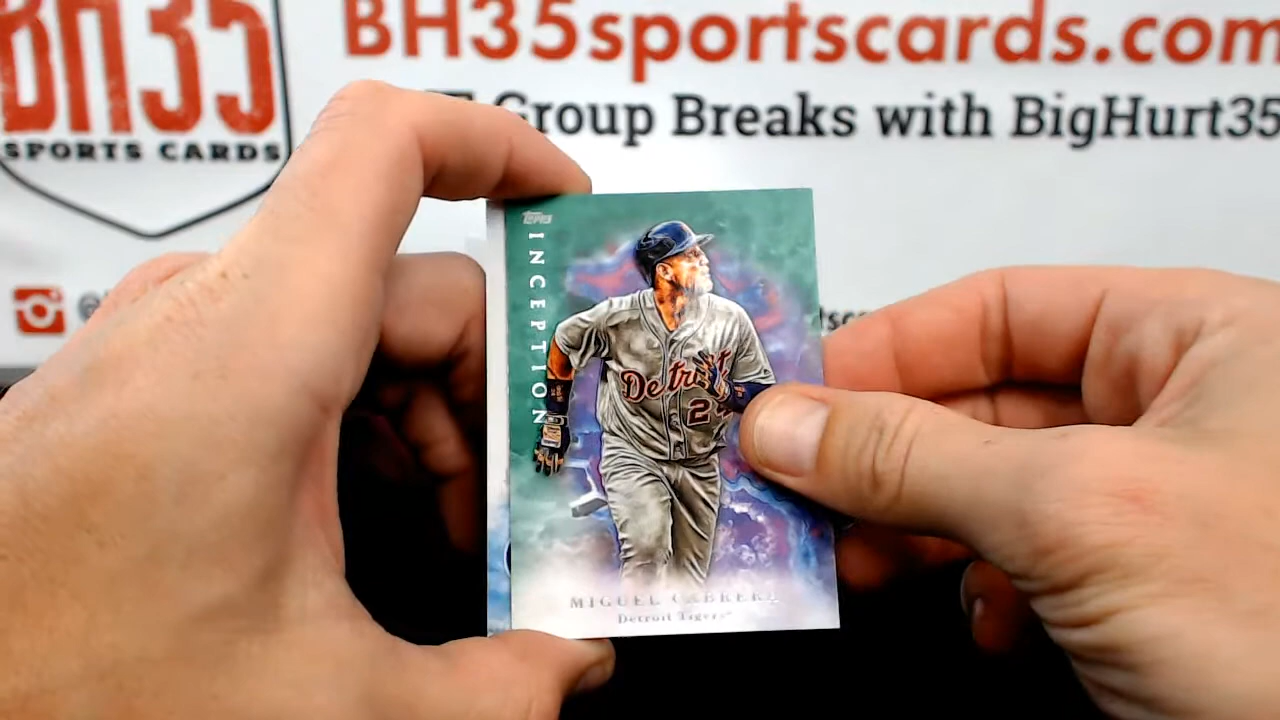 BH35
SPORTS CARDS
BH35sportscards.com
Group Breaks with BigHurt35
@
Topps
INCEPTION
Detroit
MIGUEL CABRERA
Detroit Tigers